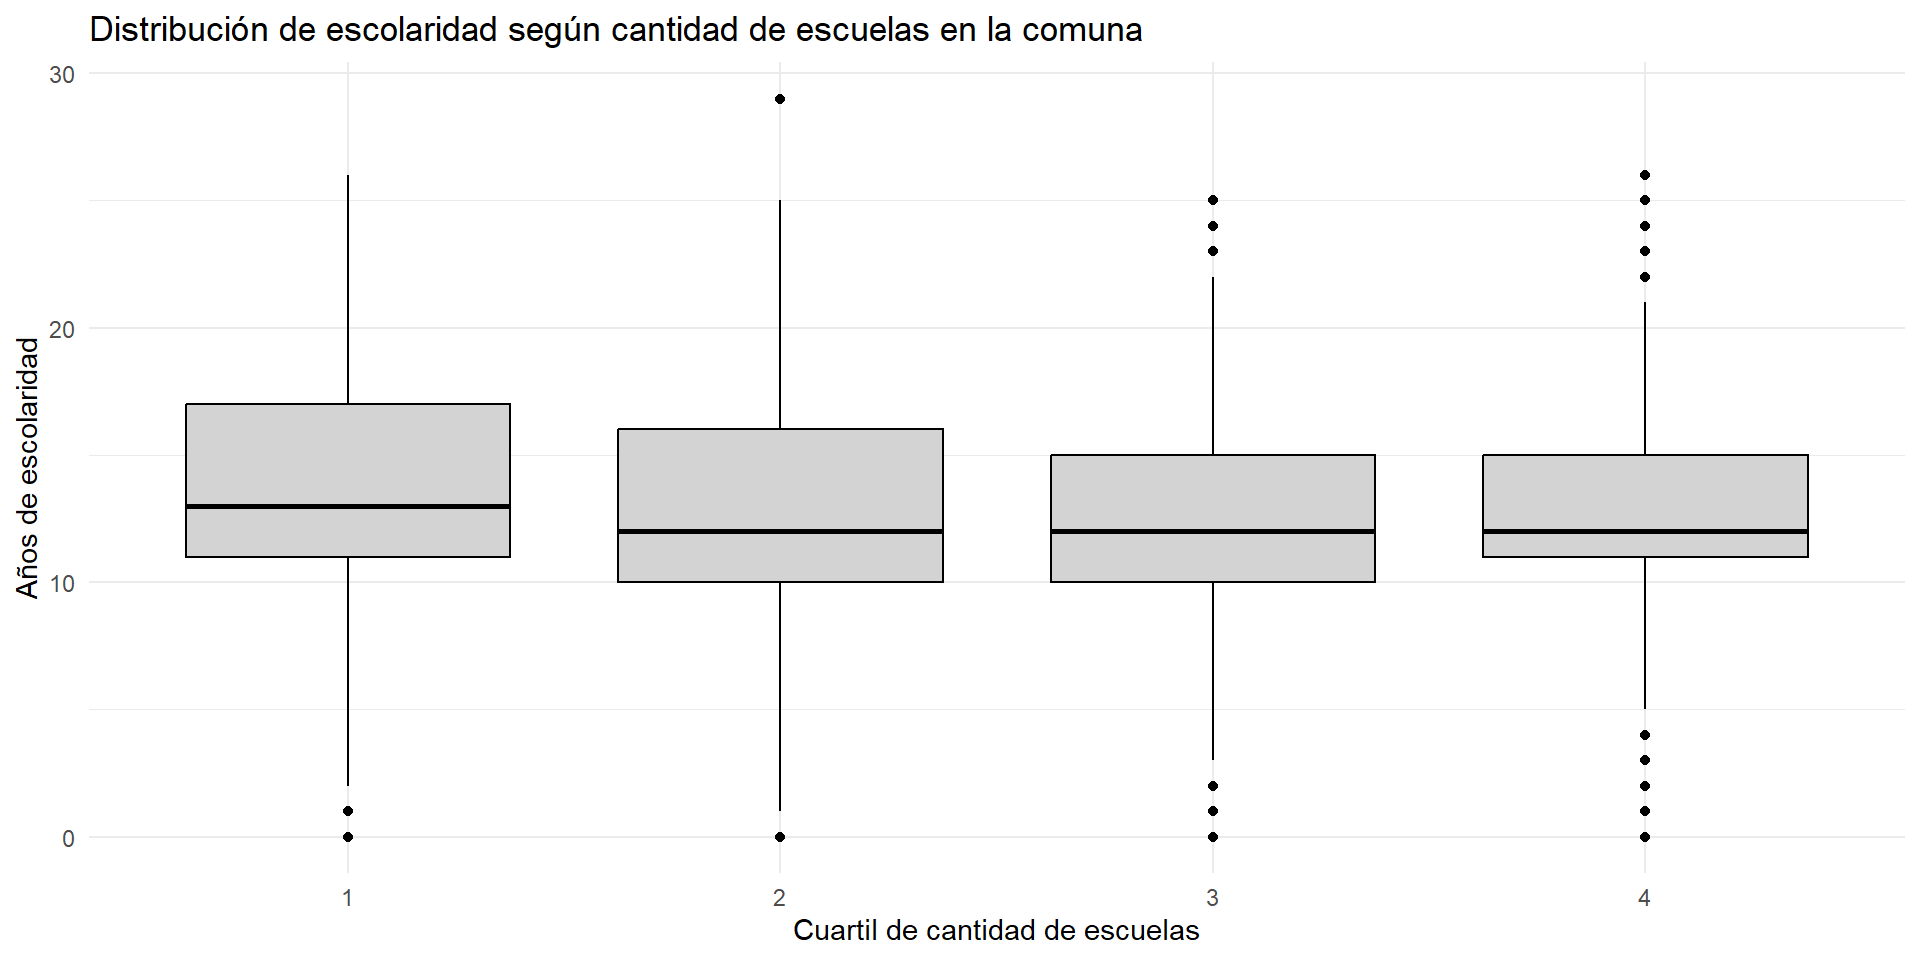 Distribución de escolaridad según cantidad de escuelas en la comuna
30
20
10
0
Años de escolaridad
1 2 3 4
Cuartil de cantidad de escuelas